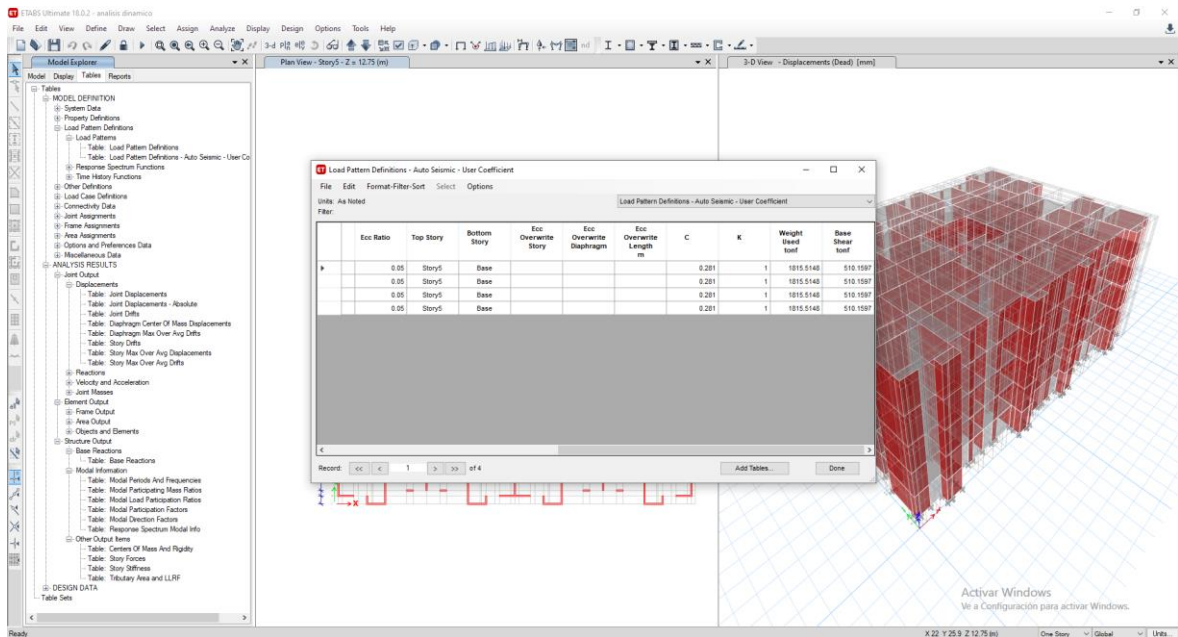 ETABS Ultimate 18.0.2 - analisis dinamico
File Edit View Define Draw Select Assign Analyze Display Design Options Tools Help
Model Explorer
Model Display Tables Reports
Tables
MODEL DEFINITION
System Data
Property Definitions
Load Pattern Definitions
Load Patterns
Table: Load Pattern Definitions
Table: Load Pattern Definitions - Auto Seismic - User Co
Response Spectrum Functions
Time History Functions
Other Definitions
Load Case Definitions
Connectivity Data
Joint Assignments
Frame Assignments
Area Assignments
Options and Preferences Data
Miscellaneous Data
ANALYSIS RESULTS
Joint Output
Displacements
Table: Joint Displacements
Table: Joint Displacements - Absolute
Table: Joint Drifts
Table: Diaphragm Center Of Mass Displacements
Table: Diaphragm Max Over Avg Drifts
Table: Story Drifts
Table: Story Max Over Avg Displacements
Table: Story Max Over Avg Drifts
Reactions
Velocity and Acceleration
Joint Masses
Element Output
Frame Output
Area Output
Objects and Elements
Structure Output
Base Reactions
Table: Base Reactions
Modal Information
Table: Modal Periods And Frequencies
Table: Modal Participating Mass Ratios
Table: Modal Load Participation Ratios
Table: Modal Participation Factors
Table: Modal Direction Factors
Table: Response Spectrum Modal Info
Other Output Items
Table: Centers Of Mass And Rigidity
Table: Story Forces
Table: Story Stiffness
Table: Tributary Area and LLRF
DESIGN DATA
Table Sets
Plan View - Story5 - Z = 12.75 (m)
3-D View - Displacements (Dead) [mm]
Load Pattern Definitions - Auto Seismic - User Coefficient
File Edit Format-Filter-Sort Select Options
Units: As Noted
Load Pattern Definitions - Auto Seismic - User Coefficient
Filter:
Ecc Ratio Top Story Bottom Story Ecc Overwrite Story Ecc Overwrite Diaphragm Ecc Overwrite Length m C K Weight Used tonf Base Shear tonf
0.05 Story5 Base 0.281 1 1815.5148 510.1597
0.05 Story5 Base 0.281 1 1815.5148 510.1597
0.05 Story5 Base 0.281 1 1815.5148 510.1597
0.05 Story5 Base 0.281 1 1815.5148 510.1597
Record: << < 1 > >> of 4 Add Tables... Done
X
Activar Windows
Ve a Configuración para activar Windows.
Ready X 22 Y 25.9 Z 12.75 (m) One Story Global Units...